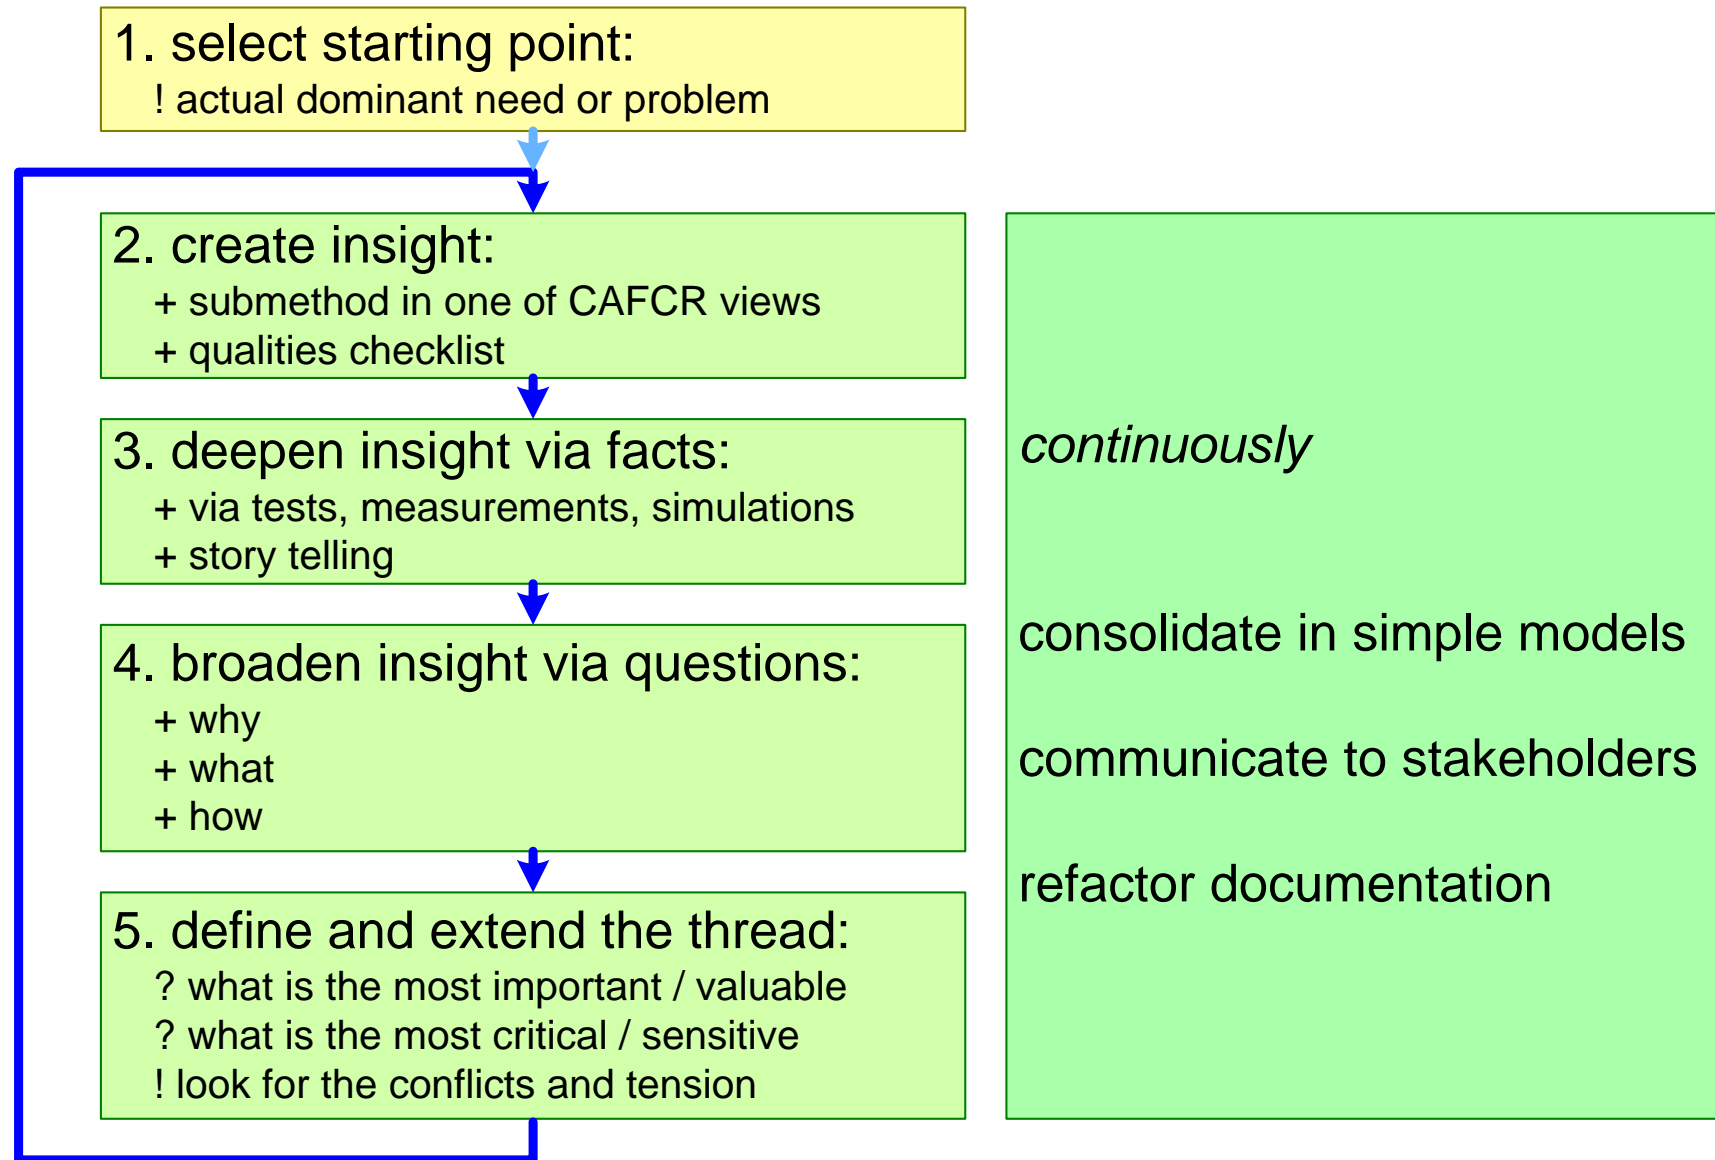 1. select starting point:
! actual dominant need or problem
2. create insight:
+ submethod in one of CAFCR views
+ qualities checklist
3. deepen insight via facts:
+ via tests, measurements, simulations
+ story telling
4. broaden insight via questions:
+ why
+ what
+ how
5. define and extend the thread:
? what is the most important / valuable
? what is the most critical / sensitive
! look for the conflicts and tension
continuously
consolidate in simple models
communicate to stakeholders
refactor documentation